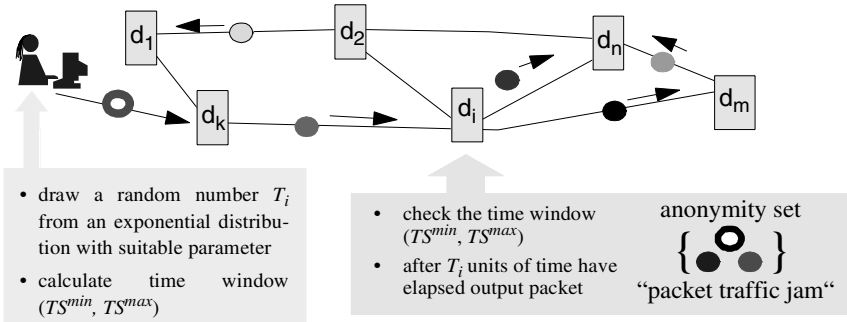 d1
d2
dn
dm
dk
di
• draw a random number Ti
from an exponential distribu-
tion with suitable parameter
• calculate time window
(TSmin, TSmax)
• check the time window
(TSmin, TSmax)
• after Ti units of time have
elapsed output packet
anonymity set
{ }
“packet traffic jam“